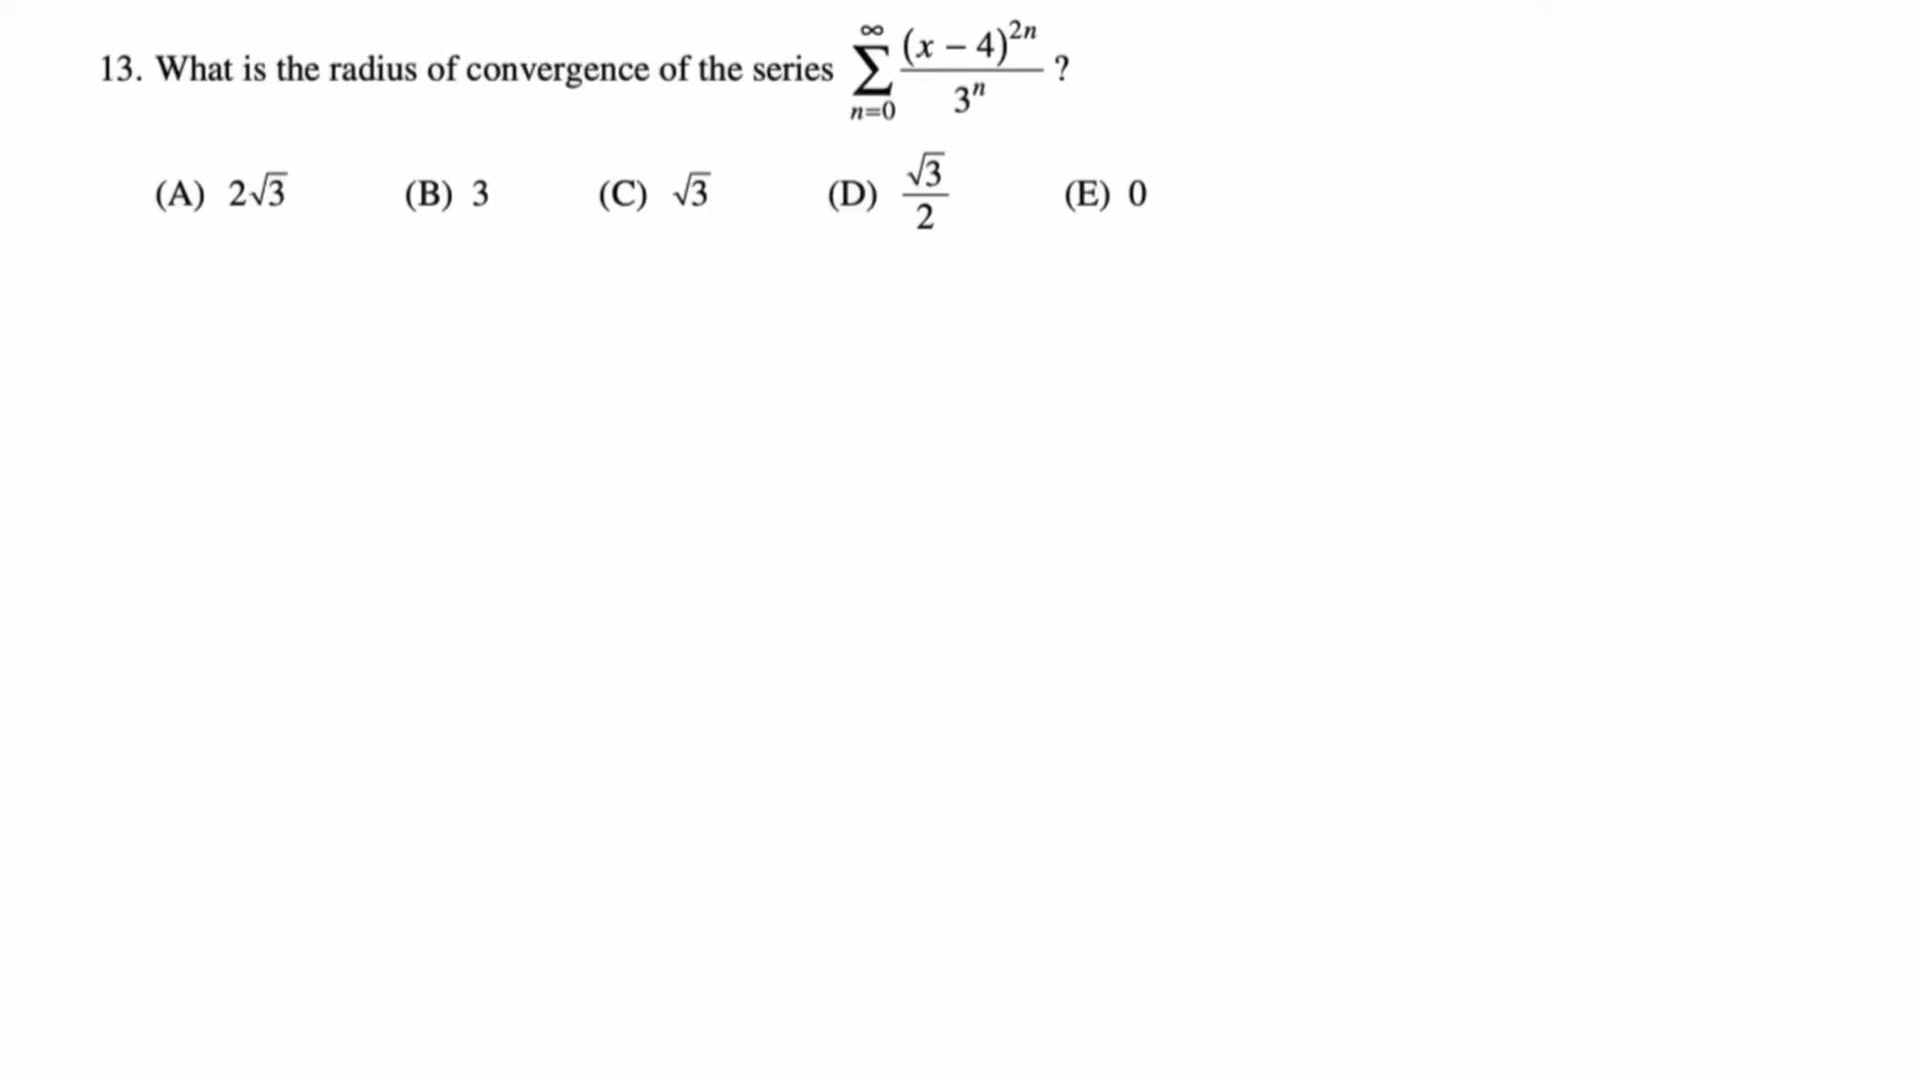 13. What is the radius of convergence of the series $\sum_{n=0}^{\infty} \frac{(x-4)^{2n}}{3^n}$ ?
(A) $2\sqrt{3}$ (B) 3 (C) $\sqrt{3}$ (D) $\frac{\sqrt{3}}{2}$ (E) 0